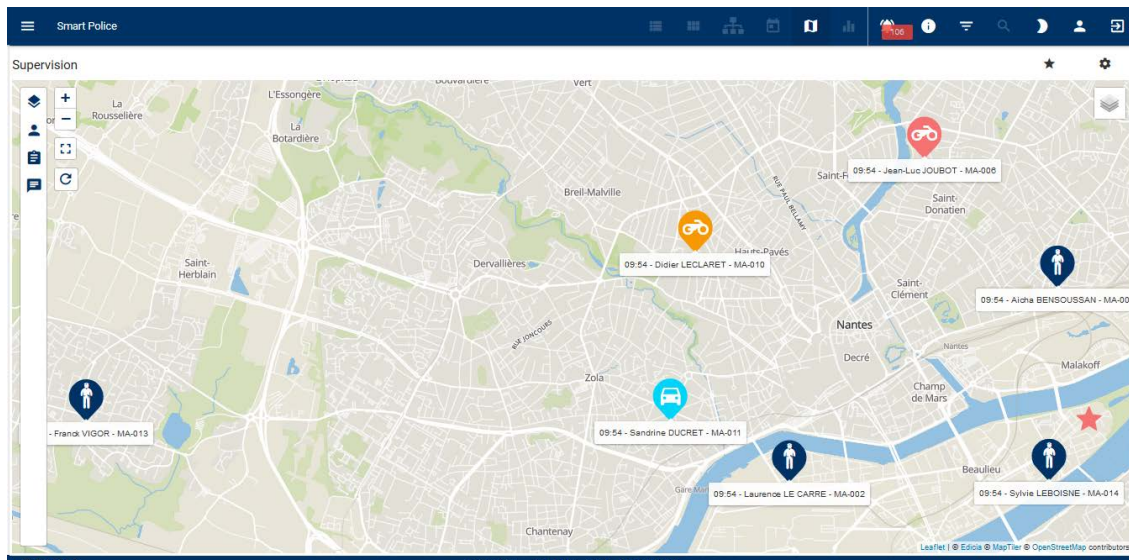 Smart Police
106
Supervision
Bouvardière
Vert
L'Essongère
La
Rousselière
La
Botardière
09:54 - Jean-Luc JOUBOT - MA-006
RUE PAUL BELLAMY
Breil-Malville
Saint-
Donatien
Hauts-Pavés
Dervallières
09:54 - Didier LECLARET - MA-010
Saint-
Herblain
Saint-
Clément
09:54 - Aicha BENSOUSSAN - MA-00
Nantes
RUE JONCOURS
Decré
Nantes
Malakoff
Zola
Champ
de Mars
- Franck VIGOR - MA-013
09:54 - Sandrine DUCRET - MA-011
Beaulieu
Gare Mar
09:54 - Laurence LE CARRE - MA-002
09:54 - Sylvie LEBOISNE - MA-014
Chantenay
Leaflet | © Edicia © MapTiler © OpenStreetMap contributors